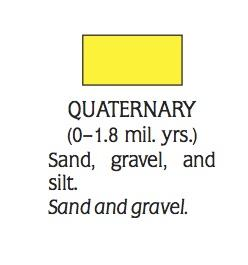 QUATERNARY
(0–1.8 mil. yrs.)
Sand, gravel, and
silt.
Sand and gravel.